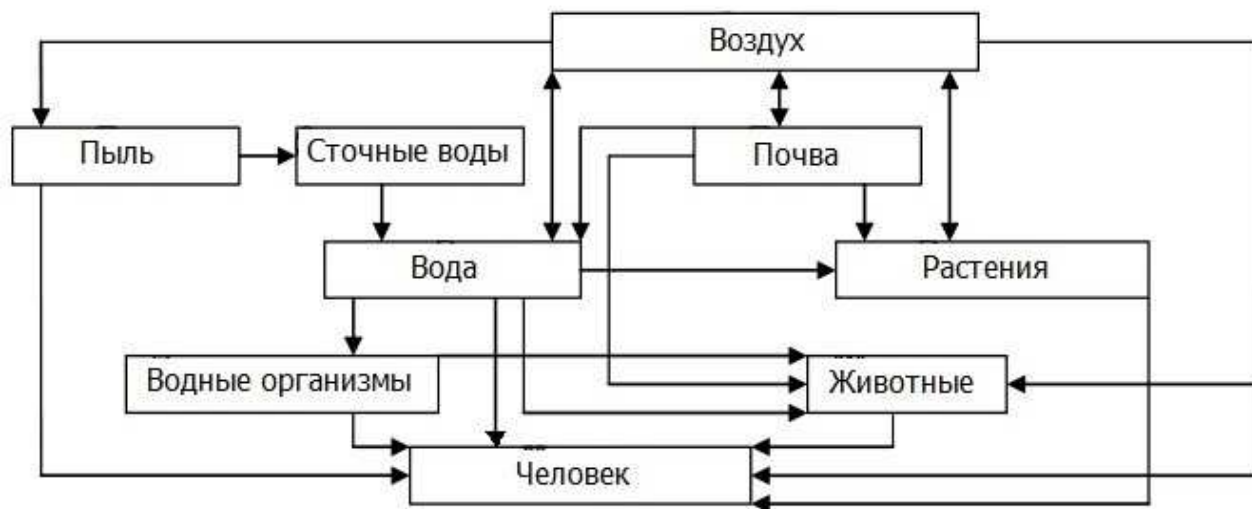 Воздух
Пыль
Сточные воды
Почва
Вода
Растения
Водные организмы
Животные
Человек